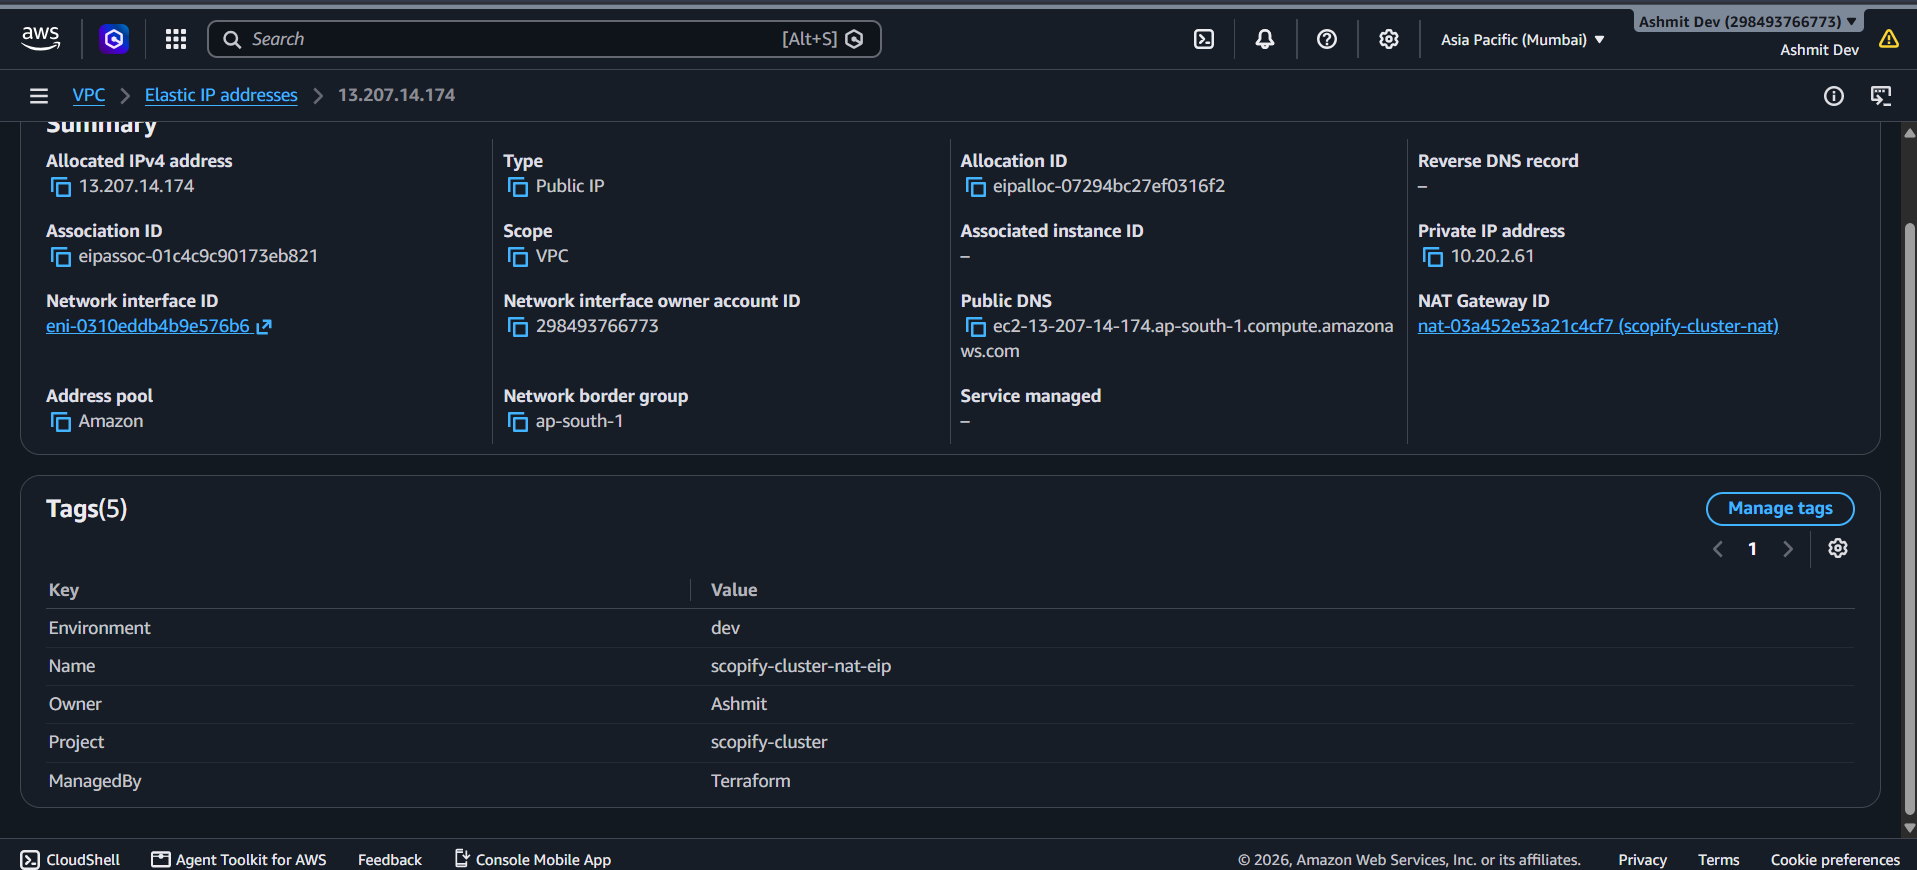 aws
Search [Alt+S]
Asia Pacific (Mumbai)
Ashmit Dev (298493766773)
Ashmit Dev
VPC
Elastic IP addresses
13.207.14.174
Summary
Allocated IPv4 address
13.207.14.174
Type
Public IP
Allocation ID
eipalloc-07294bc27ef0316f2
Reverse DNS record
–
Association ID
eipassoc-01c4c9c90173eb821
Scope
VPC
Associated instance ID
–
Private IP address
10.20.2.61
Network interface ID
eni-0310eddb4b9e576b6
Network interface owner account ID
298493766773
Public DNS
ec2-13-207-14-174.ap-south-1.compute.amazona
ws.com
NAT Gateway ID
nat-03a452e53a21c4cf7 (scopify-cluster-nat)
Address pool
Amazon
Network border group
ap-south-1
Service managed
–
Tags(5)
Manage tags
1
Key Value
Environment dev
Name scopify-cluster-nat-eip
Owner Ashmit
Project scopify-cluster
ManagedBy Terraform
CloudShell Agent Toolkit for AWS Feedback Console Mobile App © 2026, Amazon Web Services, Inc. or its affiliates. Privacy Terms Cookie preferences